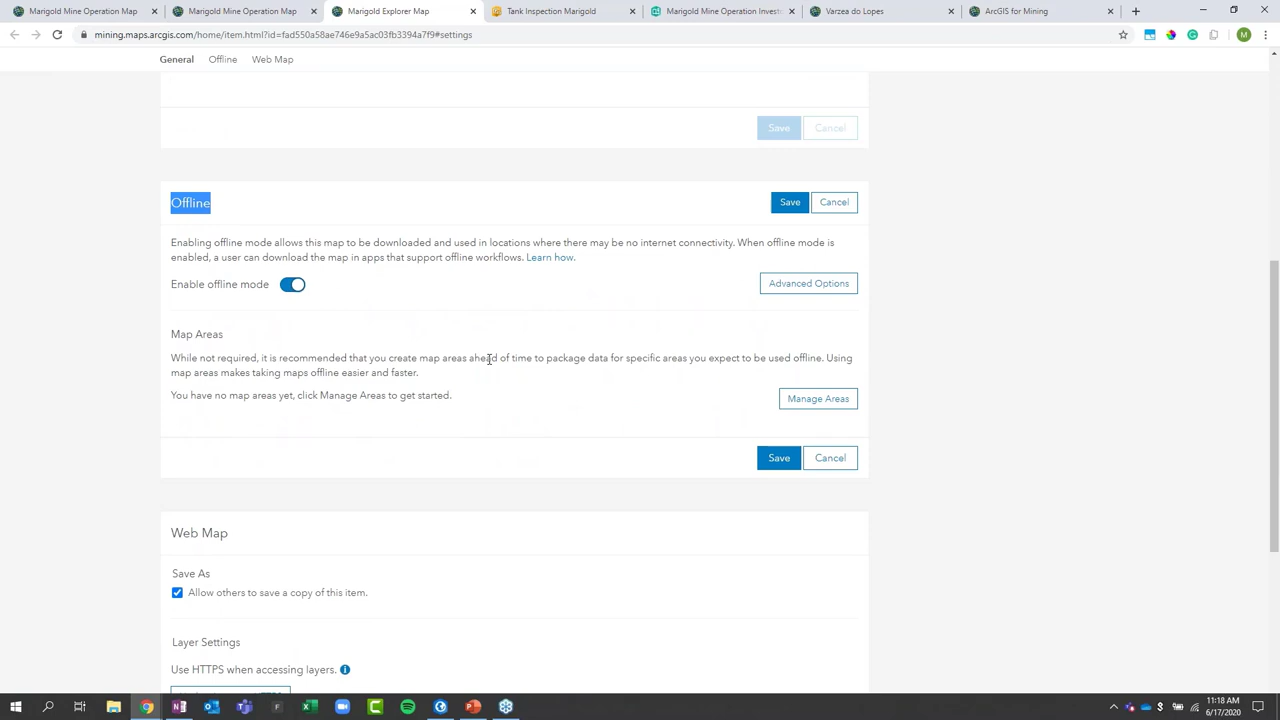 Marigold Mine Operation Map
Marigold Mine Operation Map
Marigold Explorer Map
Tank Inspection Marigold
Marigold Mine Operation Invest
Varzea do Lopes
ArcGIS for Mining
mining.maps.arcgis.com/home/item.html?id=fad550a58ae746e9a5ac03fb3394a7f9#settings
M
General Offline Web Map
Save Cancel
Offline
Save Cancel
Enabling offline mode allows this map to be downloaded and used in locations where there may be no internet connectivity. When offline mode is
enabled, a user can download the map in apps that support offline workflows. Learn how.
Enable offline mode
Advanced Options
Map Areas
While not required, it is recommended that you create map areas ahead of time to package data for specific areas you expect to be used offline. Using
map areas makes taking maps offline easier and faster.
You have no map areas yet, click Manage Areas to get started.
Manage Areas
Save Cancel
Web Map
Save As
Allow others to save a copy of this item.
Layer Settings
Use HTTPS when accessing layers.
11:18 AM
6/17/2020